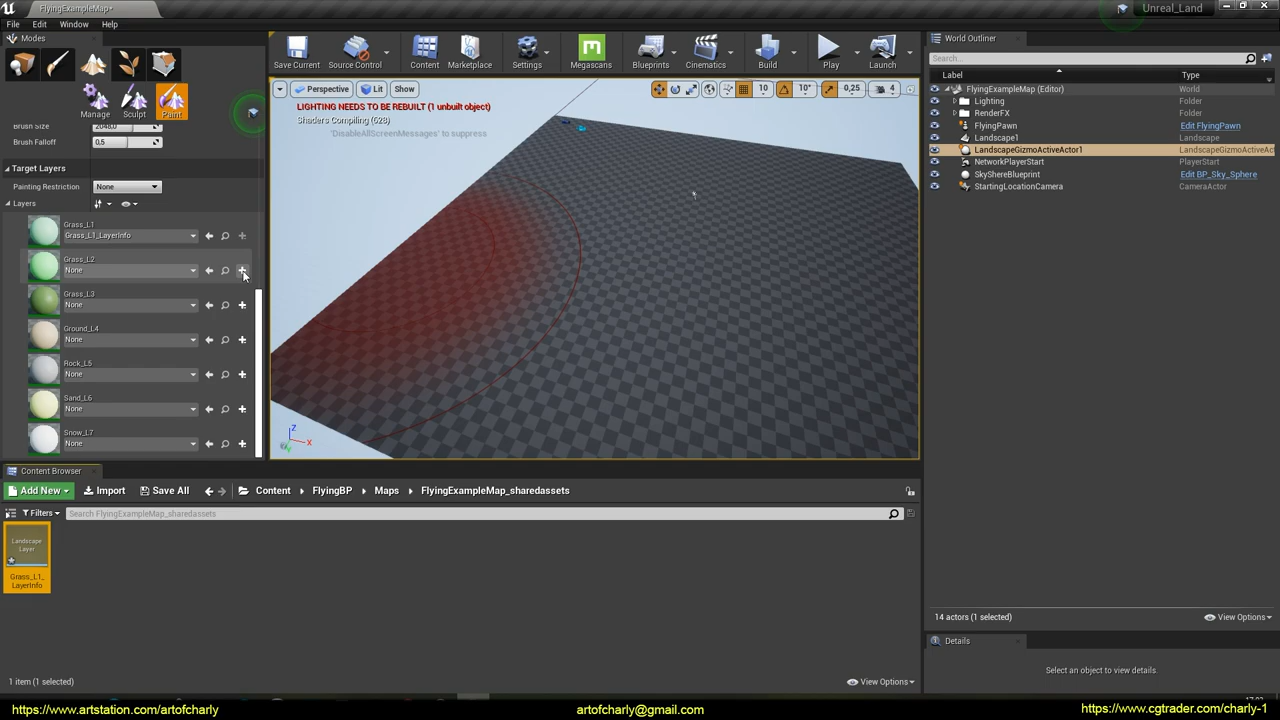 FlyingExampleMap*
Unreal_Land
File Edit Window Help
Modes
Manage Sculpt Paint
Brush Size 2048,0
Brush Falloff 0,5
Target Layers
Painting Restriction None
Layers
Grass_L1
Grass_L1_LayerInfo
Grass_L2
None
Grass_L3
None
Ground_L4
None
Rock_L5
None
Sand_L6
None
Snow_L7
None
Save Current Source Control Content Marketplace Settings Megascans Blueprints Cinematics Build Play Launch
Perspective Lit Show 10 10° 0,25 4
LIGHTING NEEDS TO BE REBUILT (1 unbuilt object)
Shaders Compiling (628)
'DisableAllScreenMessages' to suppress
Z
X
Y
World Outliner
Search...
Label Type
FlyingExampleMap (Editor) World
Lighting Folder
RenderFX Folder
FlyingPawn Edit FlyingPawn
Landscape1 Landscape
LandscapeGizmoActiveActor1 LandscapeGizmoActiveAct
NetworkPlayerStart PlayerStart
SkyShereBlueprint Edit BP_Sky_Sphere
StartingLocationCamera CameraActor
14 actors (1 selected) View Options
Details
Select an object to view details.
Content Browser
Add New Import Save All Content FlyingBP Maps FlyingExampleMap_sharedassets
Filters Search FlyingExampleMap_sharedassets
Landscape
Layer
Grass_L1_
LayerInfo
1 item (1 selected) View Options
https://www.artstation.com/artofcharly artofcharly@gmail.com https://www.cgtrader.com/charly-1